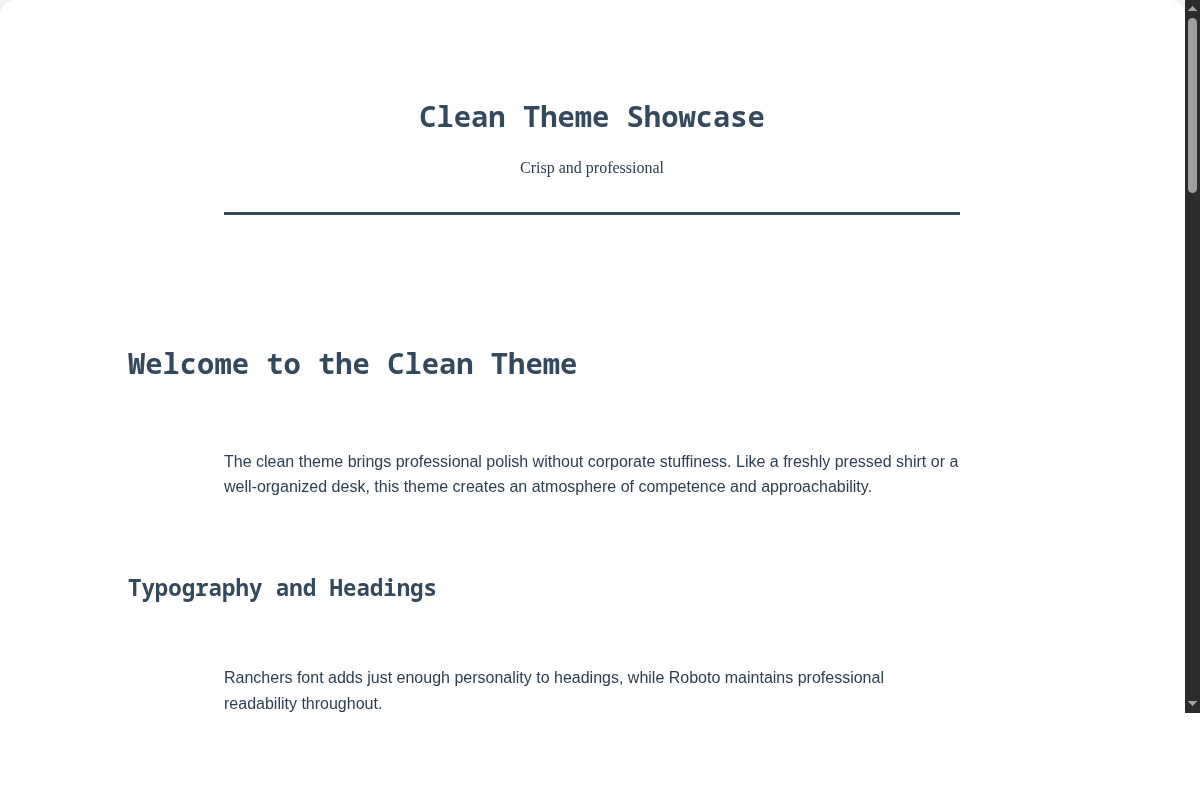 Clean Theme Showcase
Crisp and professional
Welcome to the Clean Theme
The clean theme brings professional polish without corporate stuffiness. Like a freshly pressed shirt or a
well-organized desk, this theme creates an atmosphere of competence and approachability.
Typography and Headings
Ranchers font adds just enough personality to headings, while Roboto maintains professional
readability throughout.